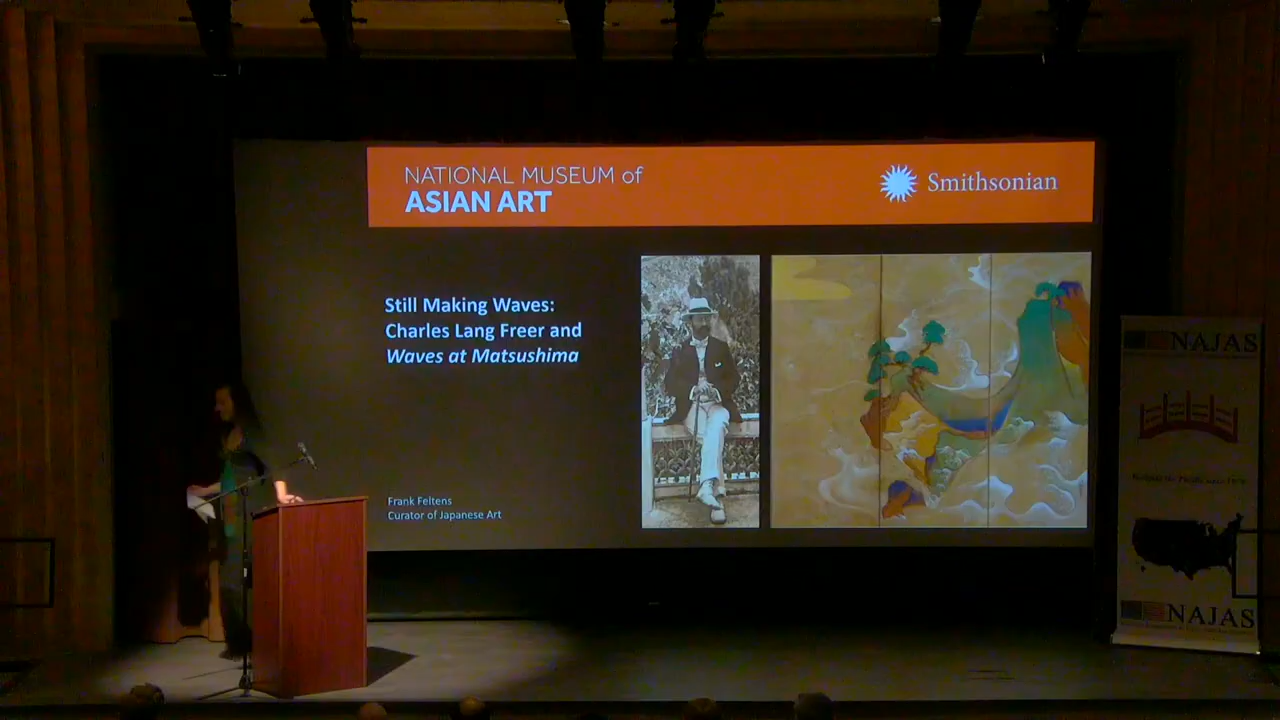 NATIONAL MUSEUM of
ASIAN ART
Smithsonian
Still Making Waves:
Charles Lang Freer and
Waves at Matsushima
Frank Feltens
Curator of Japanese Art
NAJAS
NAJAS